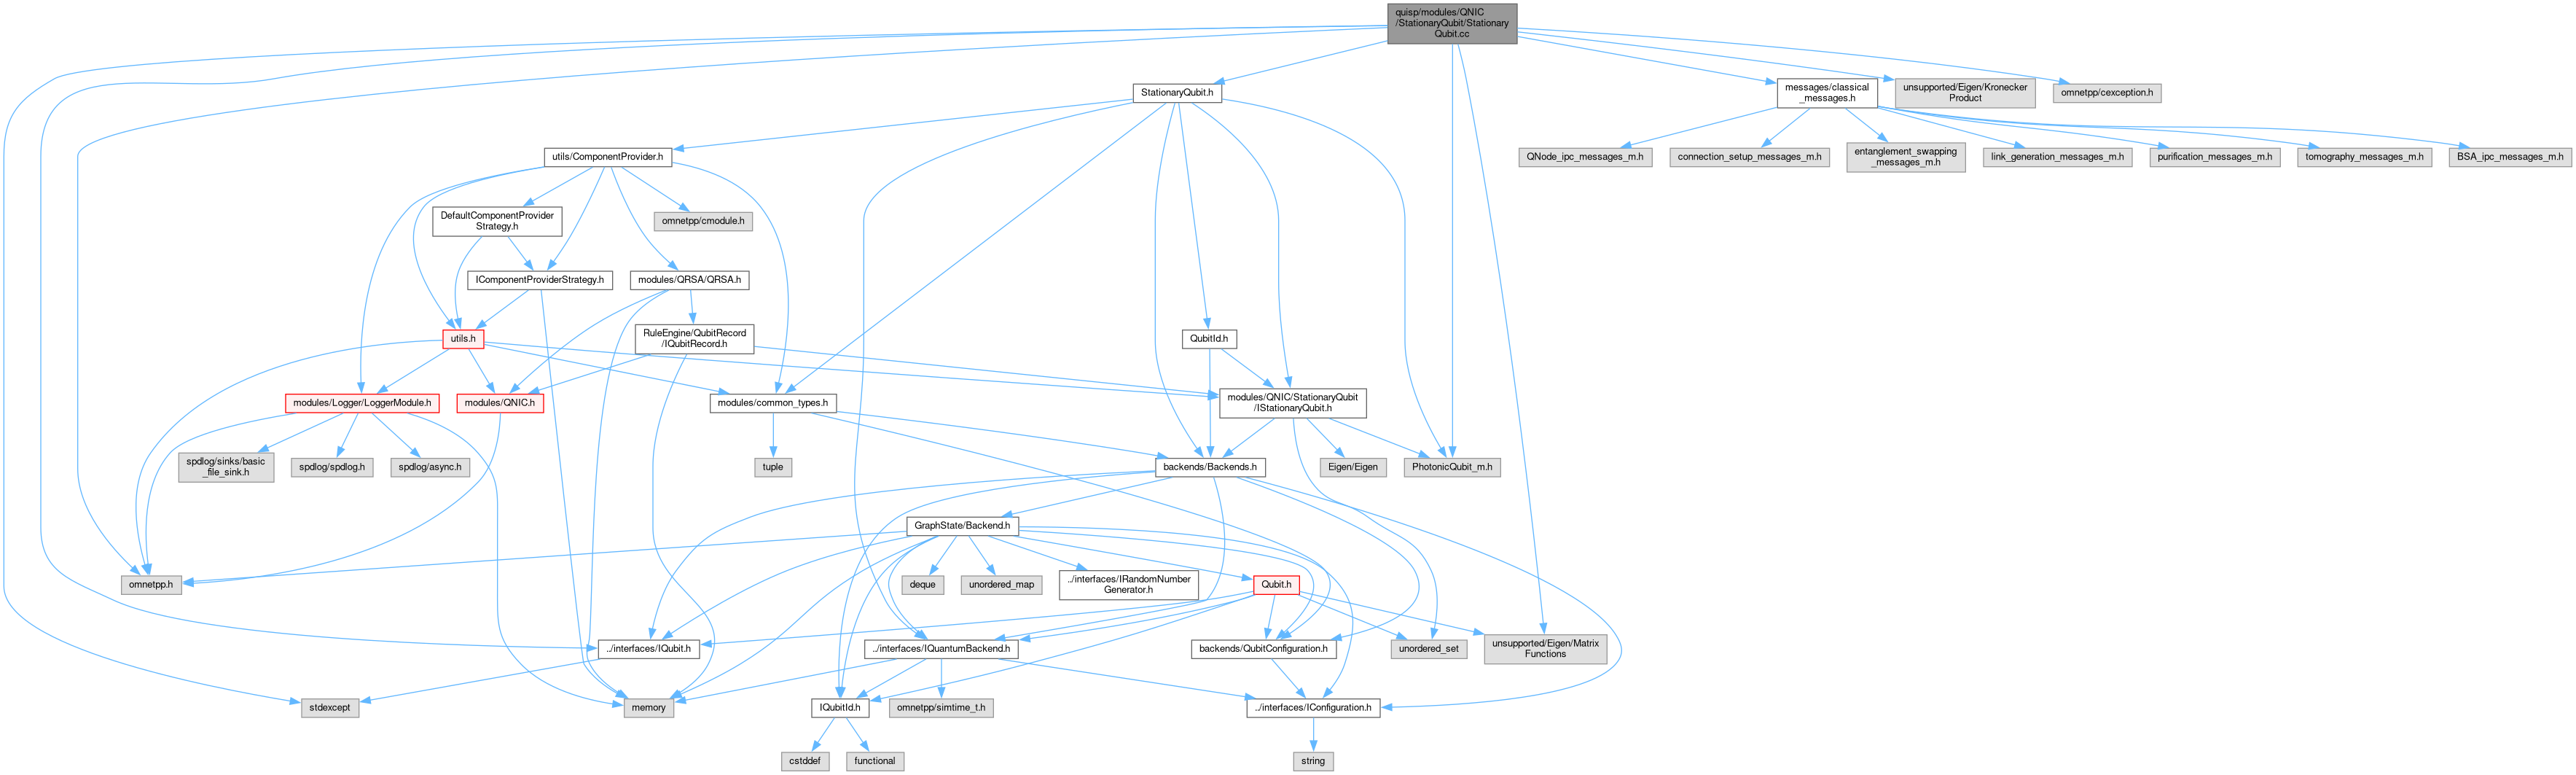 quisp/modules/QNIC
/StationaryQubit/Stationary
Qubit.cc
StationaryQubit.h
messages/classical
_messages.h
unsupported/Eigen/Kronecker
Product
omnetpp/cexception.h
utils/ComponentProvider.h
QNode_ipc_messages_m.h
connection_setup_messages_m.h
entanglement_swapping
_messages_m.h
link_generation_messages_m.h
purification_messages_m.h
tomography_messages_m.h
BSA_ipc_messages_m.h
DefaultComponentProvider
Strategy.h
omnetpp/cmodule.h
IComponentProviderStrategy.h
modules/QRSA/QRSA.h
utils.h
RuleEngine/QubitRecord
/IQubitRecord.h
QubitId.h
modules/Logger/LoggerModule.h
modules/QNIC.h
modules/common_types.h
modules/QNIC/StationaryQubit
/IStationaryQubit.h
spdlog/sinks/basic
_file_sink.h
spdlog/spdlog.h
spdlog/async.h
tuple
backends/Backends.h
Eigen/Eigen
PhotonicQubit_m.h
GraphState/Backend.h
omnetpp.h
deque
unordered_map
../interfaces/IRandomNumber
Generator.h
Qubit.h
../interfaces/IQubit.h
../interfaces/IQuantumBackend.h
backends/QubitConfiguration.h
unordered_set
unsupported/Eigen/Matrix
Functions
stdexcept
memory
IQubitId.h
omnetpp/simtime_t.h
../interfaces/IConfiguration.h
cstddef
functional
string